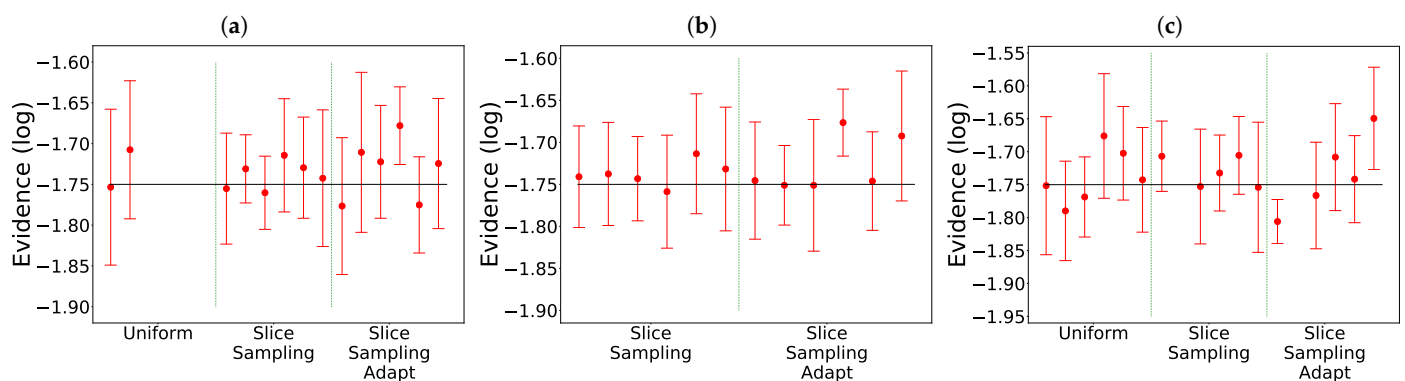 (a)
Evidence (log)
−1.60
−1.65
−1.70
−1.75
−1.80
−1.85
−1.90
Uniform
Slice
Sampling
Slice
Sampling
Adapt
(b)
Evidence (log)
−1.60
−1.65
−1.70
−1.75
−1.80
−1.85
−1.90
Slice
Sampling
Slice
Sampling
Adapt
(c)
Evidence (log)
−1.55
−1.60
−1.65
−1.70
−1.75
−1.80
−1.85
−1.90
−1.95
Uniform
Slice
Sampling
Slice
Sampling
Adapt